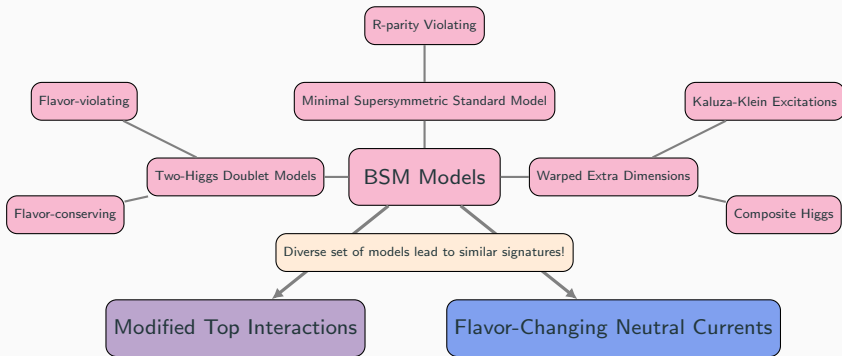 R-parity Violating
Flavor-violating
Minimal Supersymmetric Standard Model
Kaluza-Klein Excitations
Two-Higgs Doublet Models
BSM Models
Warped Extra Dimensions
Flavor-conserving
Composite Higgs
Diverse set of models lead to similar signatures!
Modified Top Interactions
Flavor-Changing Neutral Currents